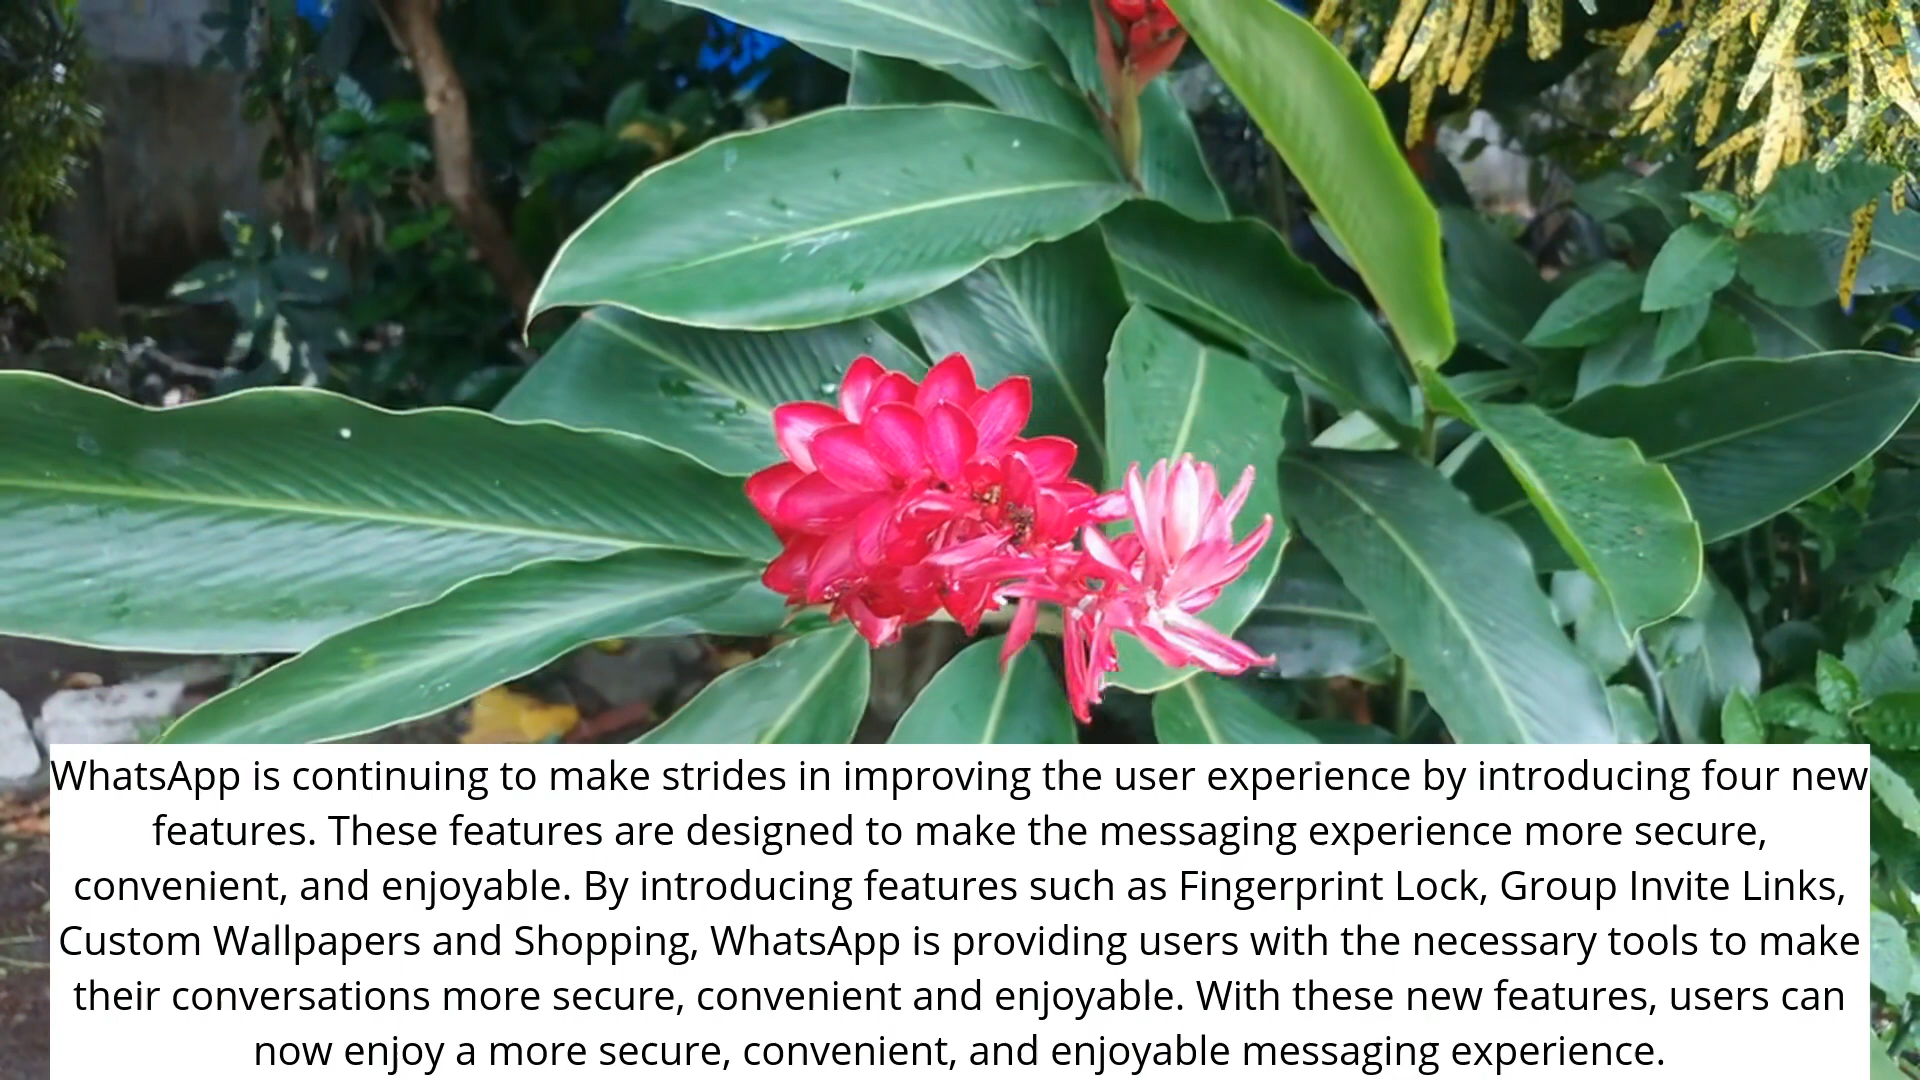 WhatsApp is continuing to make strides in improving the user experience by introducing four new
features. These features are designed to make the messaging experience more secure,
convenient, and enjoyable. By introducing features such as Fingerprint Lock, Group Invite Links,
Custom Wallpapers and Shopping, WhatsApp is providing users with the necessary tools to make
their conversations more secure, convenient and enjoyable. With these new features, users can
now enjoy a more secure, convenient, and enjoyable messaging experience.